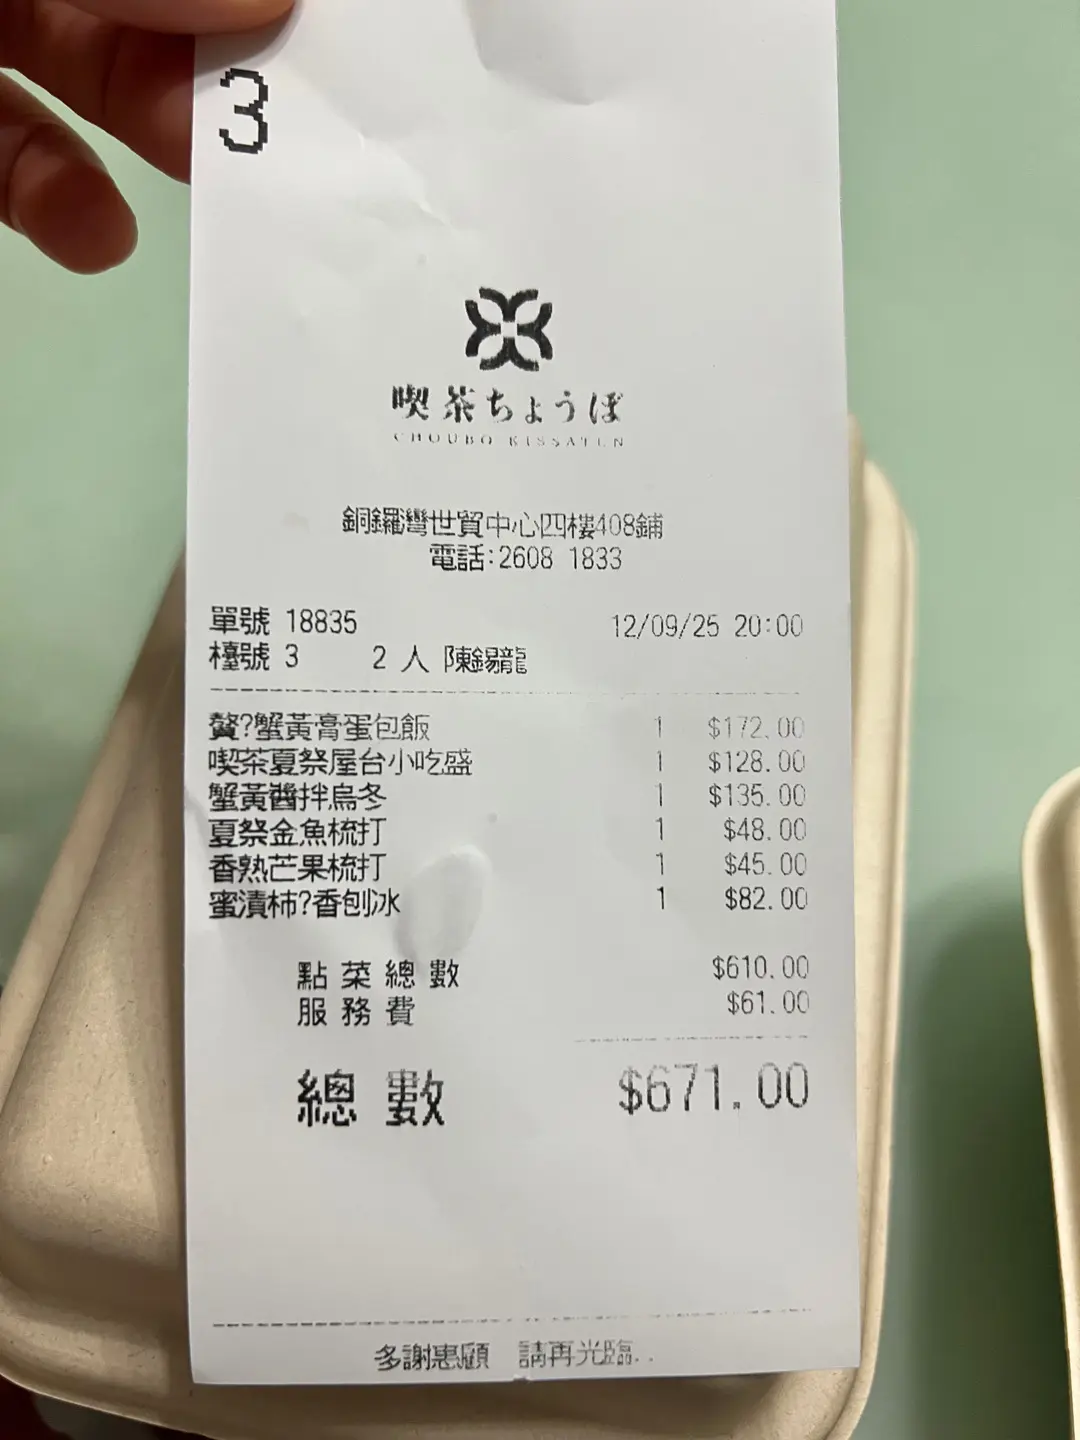 3
喫茶ちょうぼ
CHOUBO KISSATEN
銅鑼灣世貿中心四樓408鋪
電話:2608 1833
單號 18835 12/09/25 20:00
檯號 3 2 人 陳錫龍
贅?蟹黃膏蛋包飯 1 $172.00
喫茶夏祭屋台小吃盛 1 $128.00
蟹黃醬拌烏冬 1 $135.00
夏祭金魚梳打 1 $48.00
香熟芒果梳打 1 $45.00
蜜漬柿?香刨冰 1 $82.00
點菜總數 $610.00
服務費 $61.00
總數 $671.00
多謝惠顧 請再光臨..